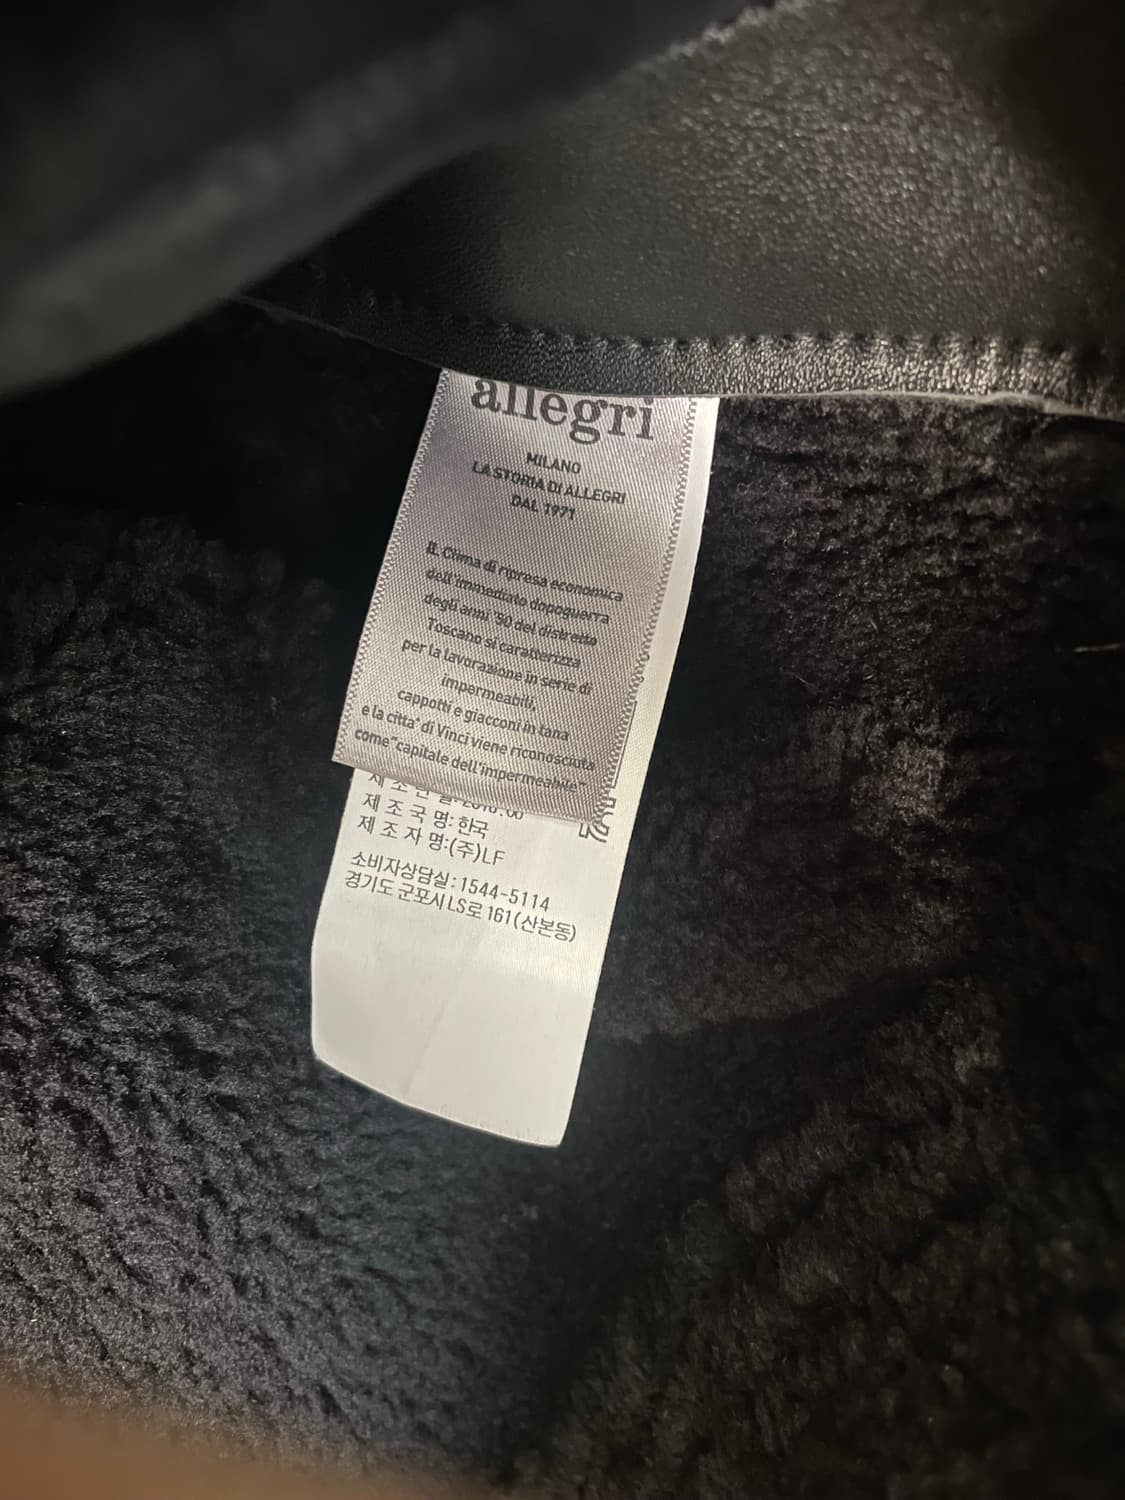 allegri
MILANO
LA STORIA DI ALLEGRI
DAL 1971
IL Clima di ripresa economica
dell'immediato dopoguerra
degli anni '50 del distretto
Toscano si caratterizza
per la lavorazione in serie di
impermeabili,
cappotti e giacconi in tana
e la citta' di Vinci viene riconosciuta
come"capitale dell'impermeabile"
제 조 국 명: 한국
제 조 자 명:(주)LF
소비자상담실:1544-5114
경기도 군포시 LS로 161(산본동)